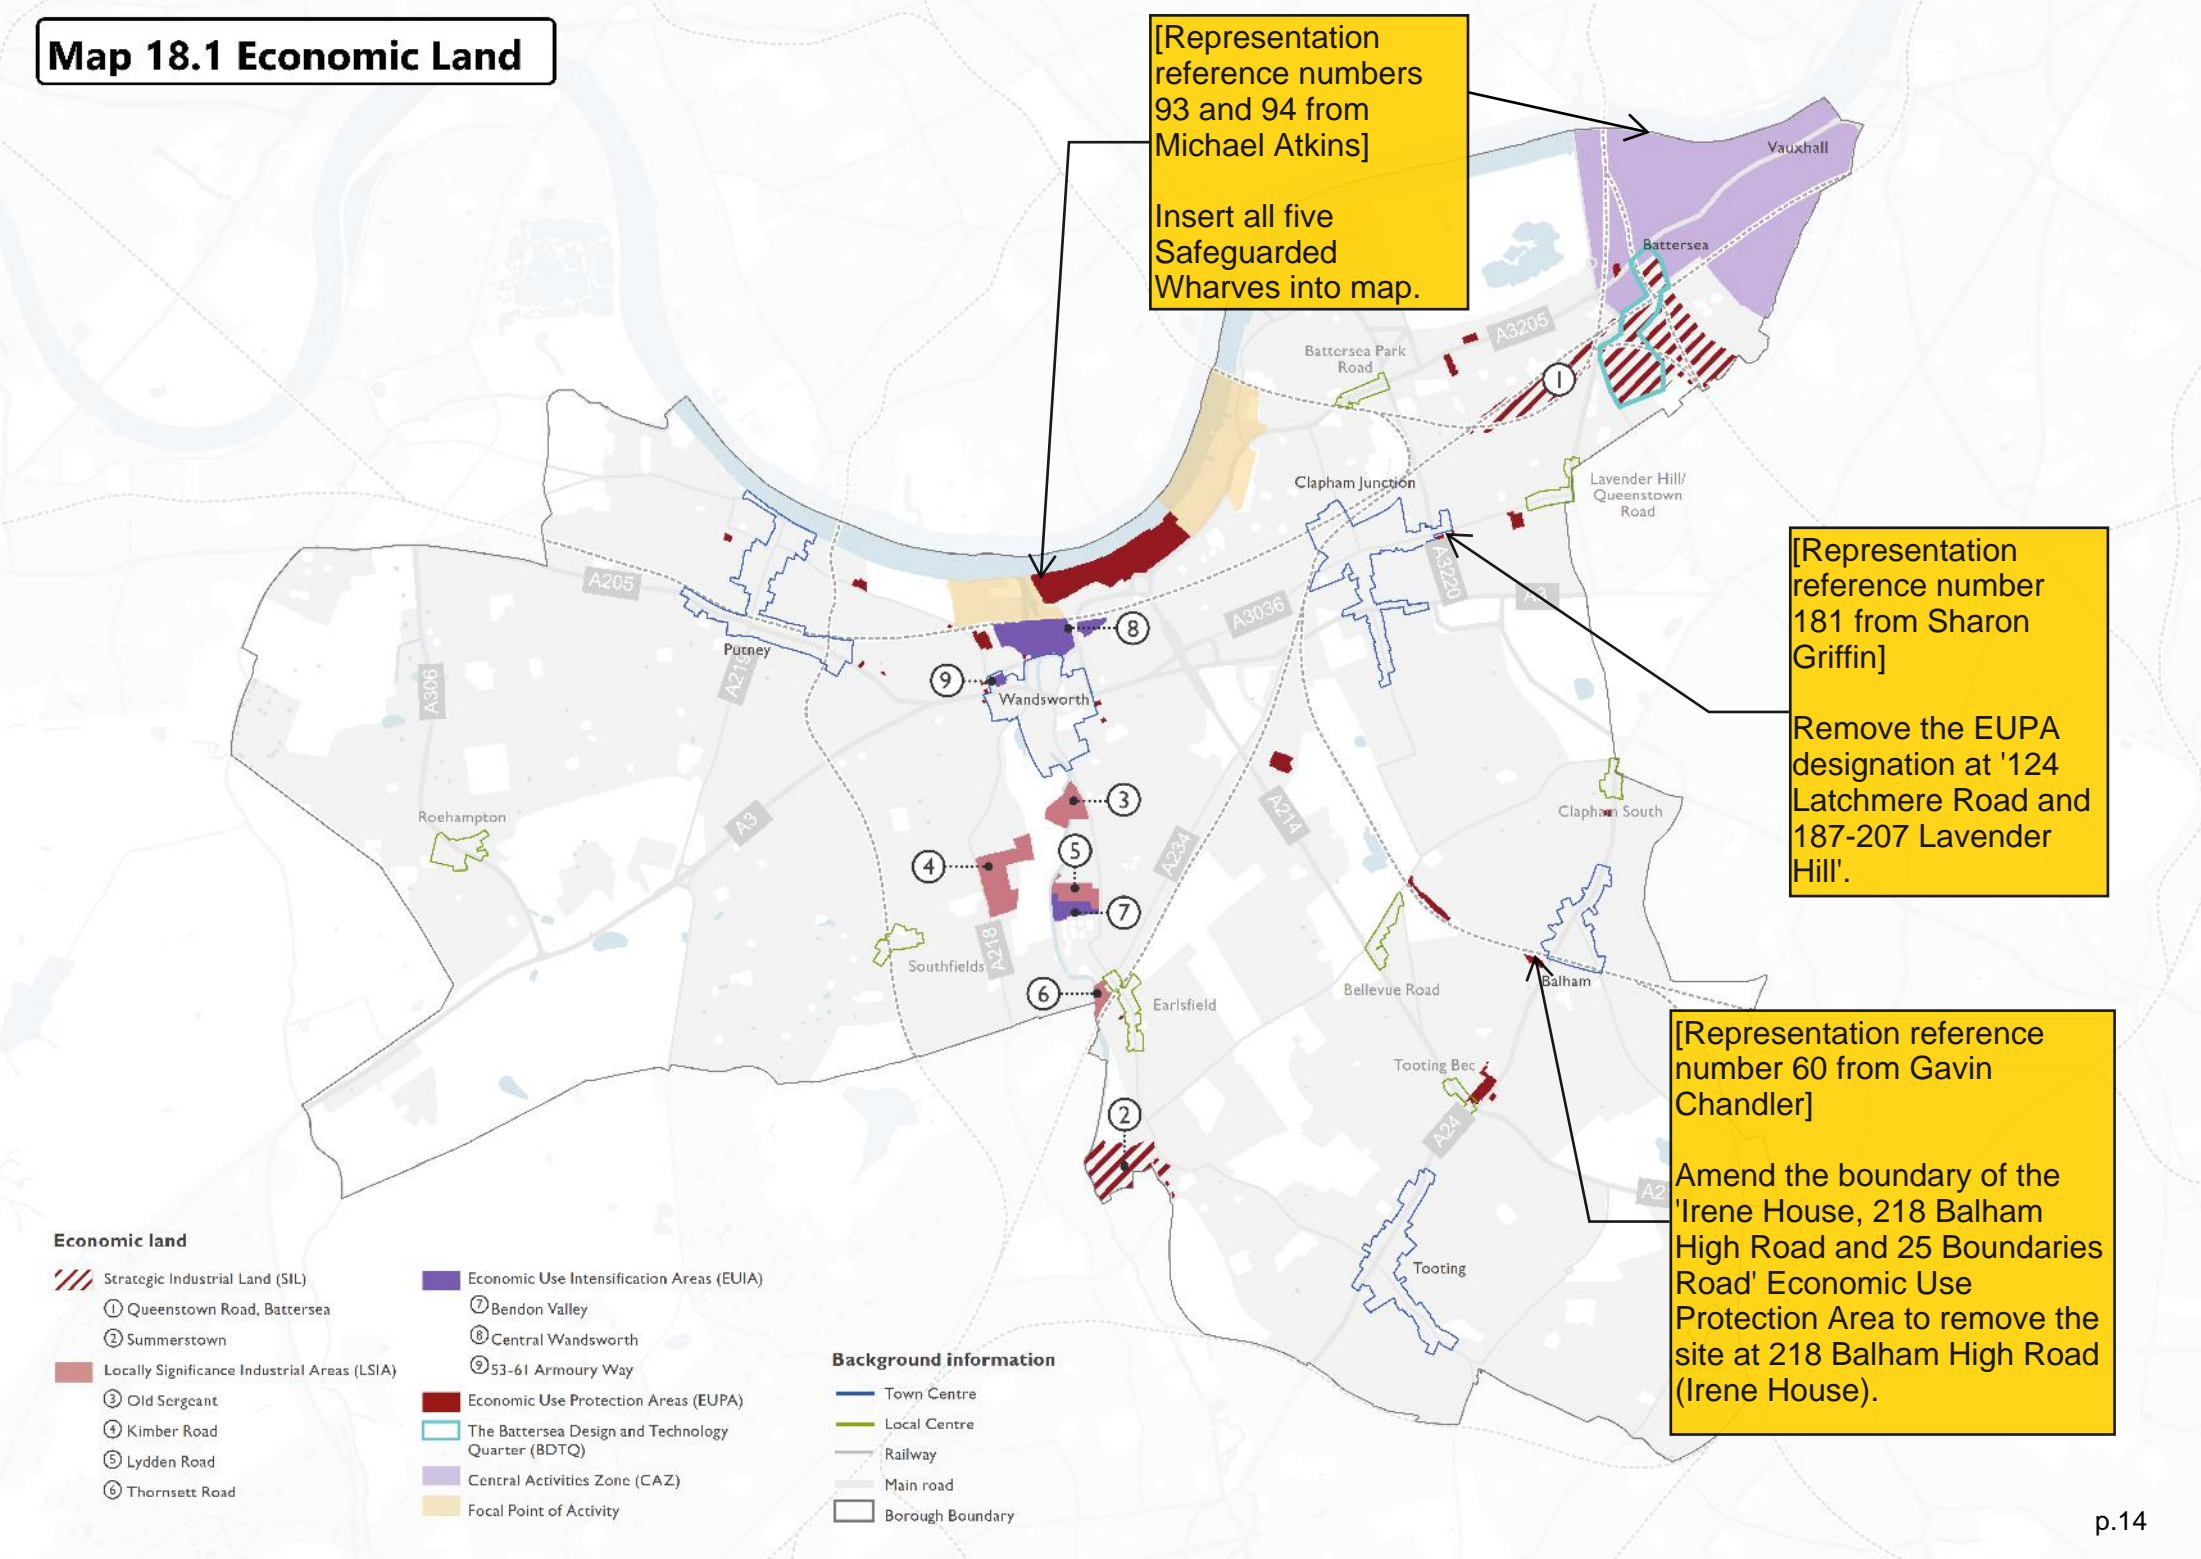 Map 18.1 Economic Land
[Representation
reference numbers
93 and 94 from
Michael Atkins]
Insert all five
Safeguarded
Wharves into map.
Vauxhall
Battersea
A3205
Battersea Park
Road
1
Clapham Junction
Lavender Hill/
Queenstown
Road
[Representation
reference number
181 from Sharon
Griffin]
Remove the EUPA
designation at '124
Latchmere Road and
187-207 Lavender
Hill'.
A3220
A3
A205
A3036
8
Putney
A219
A306
9
Wandsworth
3
A214
Clapham South
Roehampton
A3
5
4
A234
7
A218
Southfields
6
Earlsfield
Bellevue Road
Balham
[Representation reference
number 60 from Gavin
Chandler]
Amend the boundary of the
'Irene House, 218 Balham
High Road and 25 Boundaries
Road' Economic Use
Protection Area to remove the
site at 218 Balham High Road
(Irene House).
Tooting Bec
A24
2
A2
Tooting
Economic land
Strategic Industrial Land (SIL)
1 Queenstown Road, Battersea
2 Summerstown
Locally Significance Industrial Areas (LSIA)
3 Old Sergeant
4 Kimber Road
5 Lydden Road
6 Thornsett Road
Economic Use Intensification Areas (EUIA)
7 Bendon Valley
8 Central Wandsworth
9 53-61 Armoury Way
Economic Use Protection Areas (EUPA)
The Battersea Design and Technology
Quarter (BDTQ)
Central Activities Zone (CAZ)
Focal Point of Activity
Background information
Town Centre
Local Centre
Railway
Main road
Borough Boundary
p.14